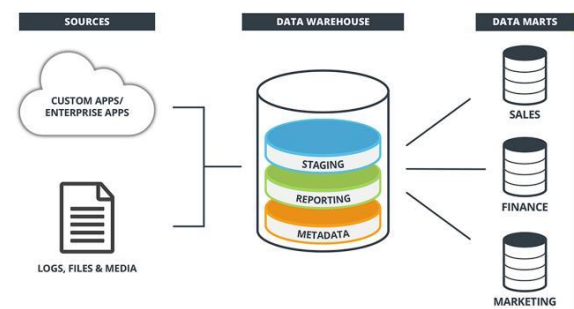 SOURCES
DATA WAREHOUSE
DATA MARTS
CUSTOM APPS/
ENTERPRISE APPS
LOGS, FILES & MEDIA
STAGING
REPORTING
METADATA
SALES
FINANCE
MARKETING